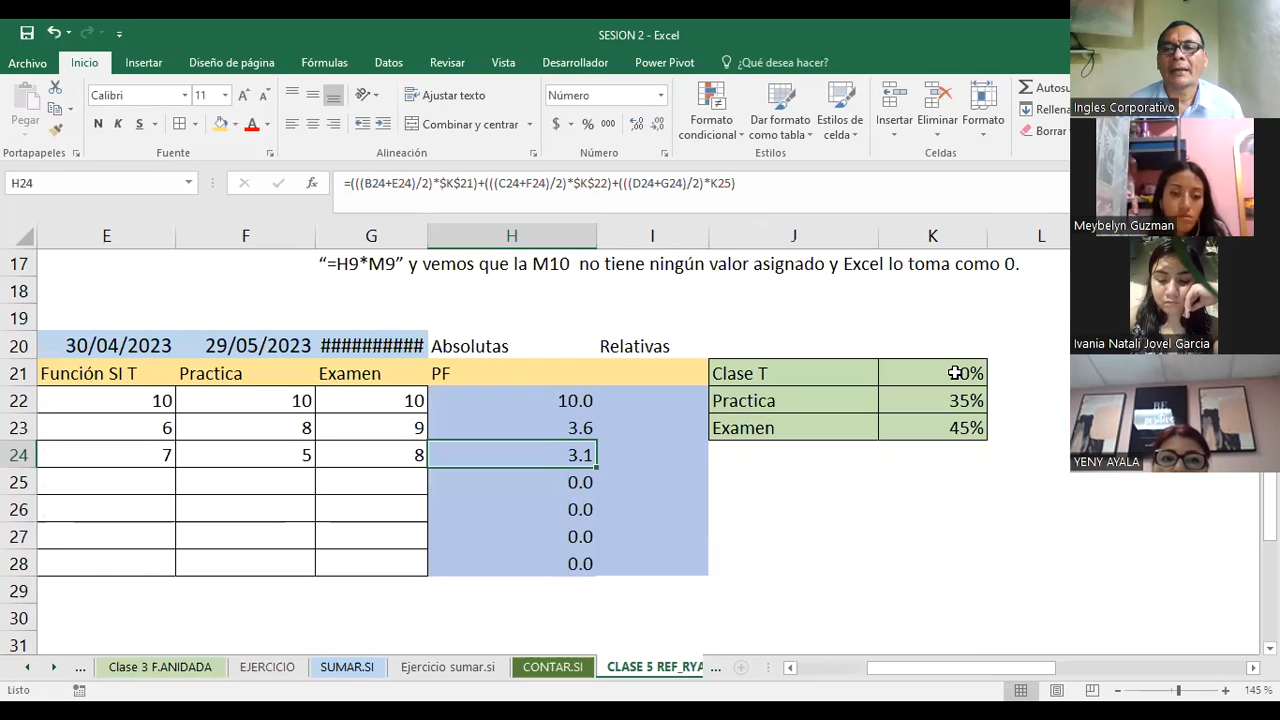 SESION 2 - Excel
Archivo Inicio Insertar Diseño de página Fórmulas Datos Revisar Vista Desarrollador Power Pivot ¿Qué desea hacer?
Pegar
Calibri 11
N K S
Ajustar texto
Combinar y centrar
Número
$ % 000
Formato condicional
Dar formato como tabla
Estilos de celda
Insertar Eliminar Formato
Autosu
Rellena
Borrar
Portapapeles Fuente Alineación Número Estilos Celdas
H24 fx =(((B24+E24)/2)*$K$21)+(((C24+F24)/2)*$K$22)+(((D24+G24)/2)*K25)
E F G H I J K L
17 “=H9*M9” y vemos que la M10 no tiene ningún valor asignado y Excel lo toma como 0.
18
19
20 30/04/2023 29/05/2023 ########## Absolutas Relativas
21 Función SI T Practica Examen PF Clase T
22 10 10 10 10.0 Practica 35%
23 6 8 9 3.6 Examen 45%
24 7 5 8 3.1
25 0.0
26 0.0
27 0.0
28 0.0
29
30
31
... Clase 3 F.ANIDADA EJERCICIO SUMAR.SI Ejercicio sumar.si CONTAR.SI CLASE 5 REF_RYA ...
Listo 145 %
Ingles Corporativo
Meybelyn Guzman
Ivania Natali Jovel Garcia
BE
positive
YENY AYALA